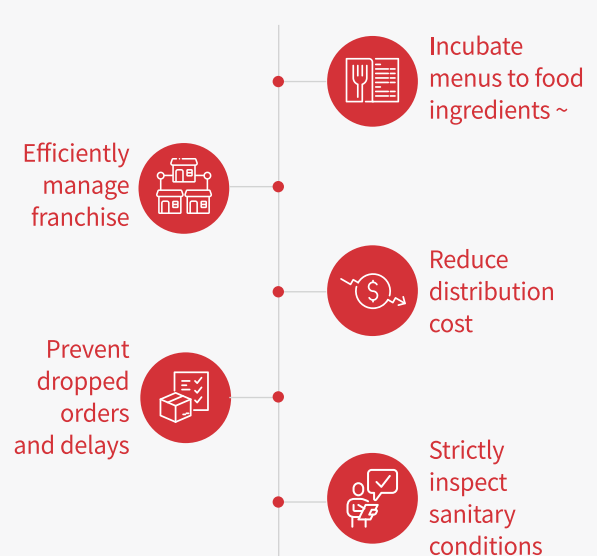 Incubate
menus to food
ingredients ~
Efficiently
manage
franchise
Reduce
distribution
cost
Prevent
dropped
orders
and delays
Strictly
inspect
sanitary
conditions